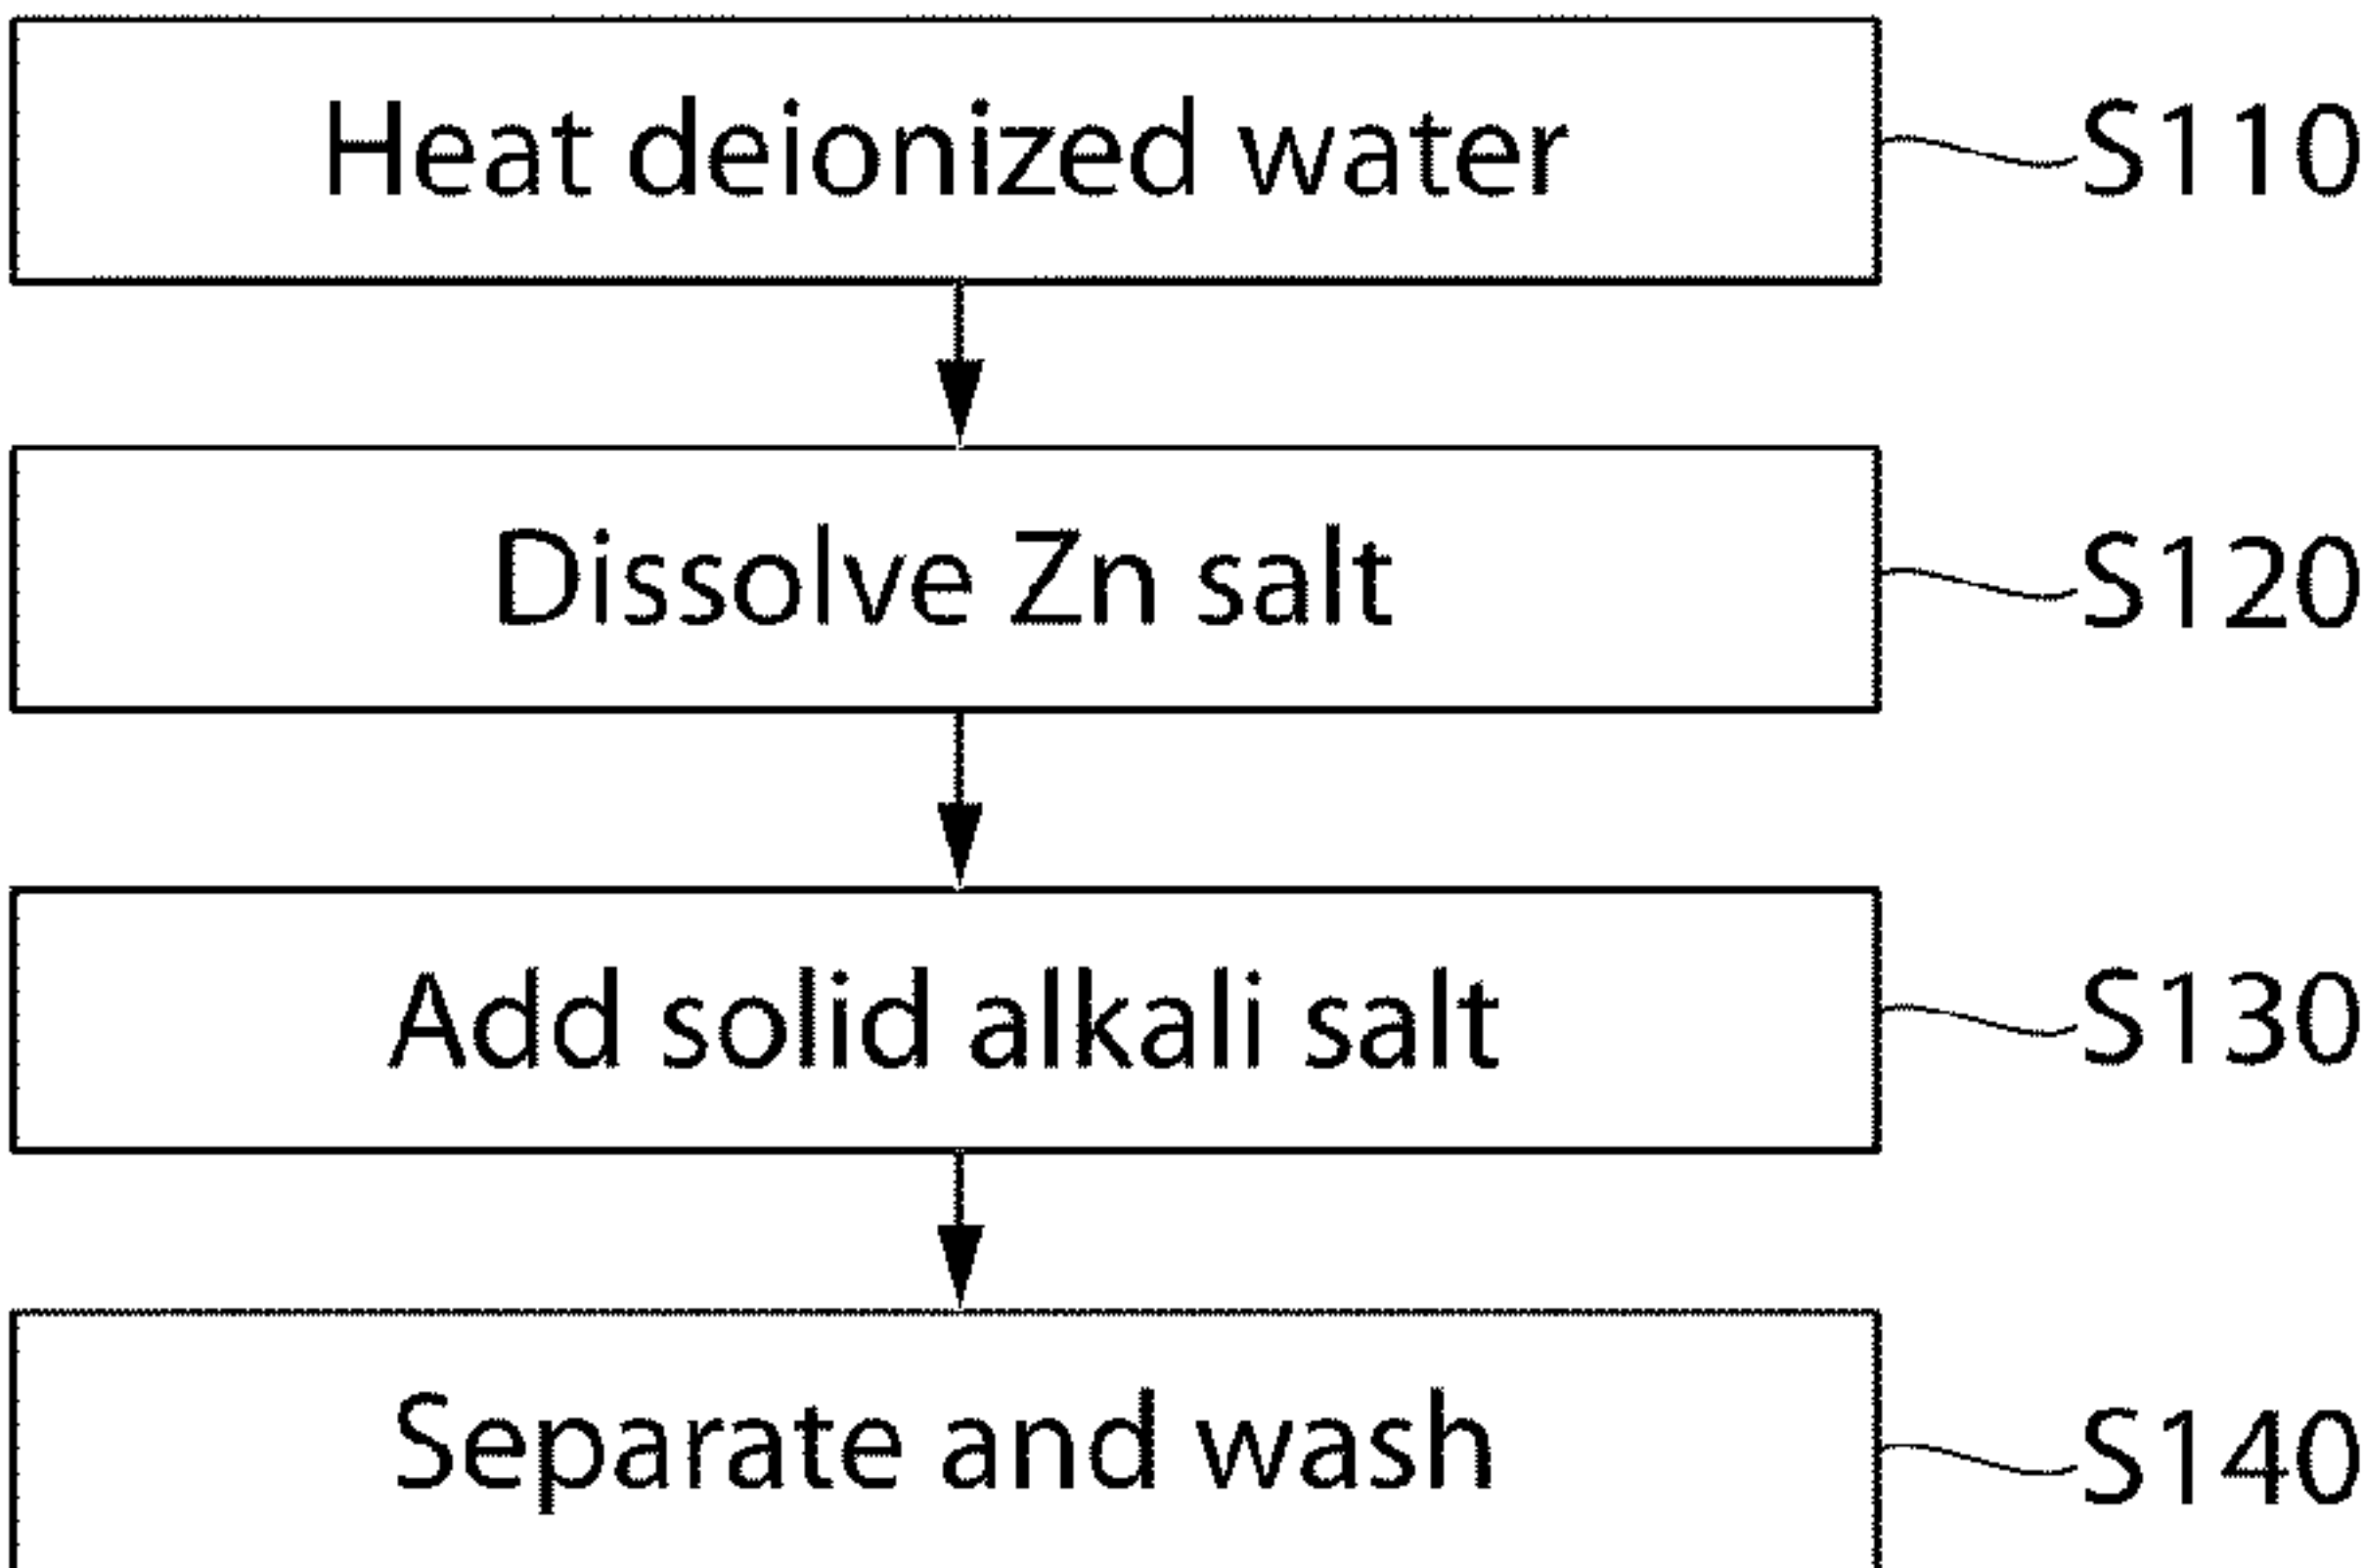 Heat deionized water S110
Dissolve Zn salt S120
Add solid alkali salt S130
Separate and wash S140